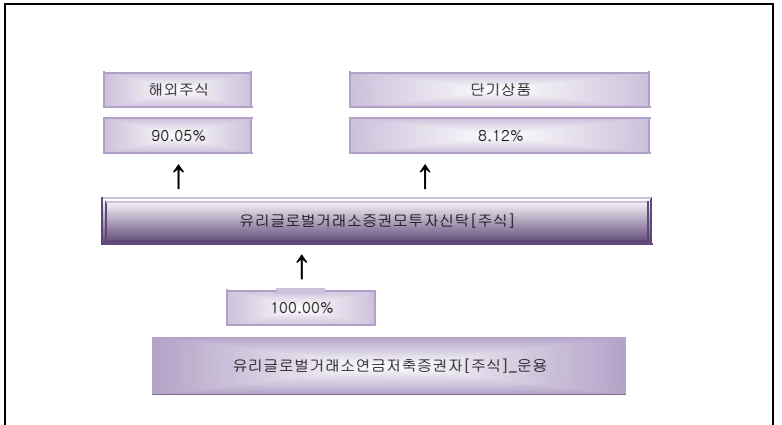 해외주식 단기상품
90.05% 8.12%
유리글로벌거래소증권모투자신탁[주식]
100.00%
유리글로벌거래소연금저축증권자[주식]_운용